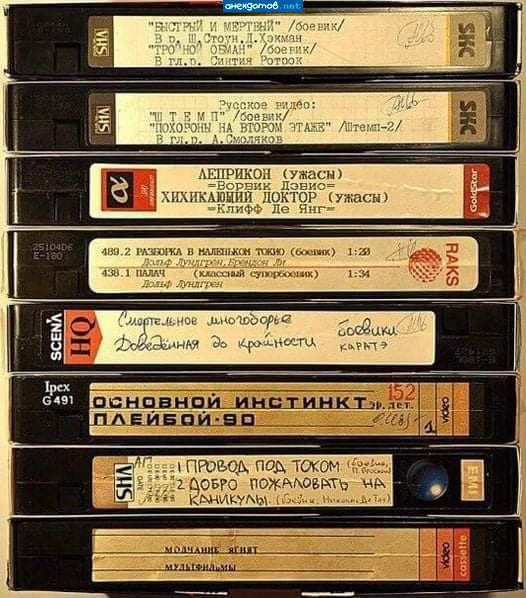 анекдотов.net
"БЫСТРЫЙ И МЕРТВЫЙ" /боевик/
В р. Ш.Стоун,Д.Хэкман
"ТРОЙНОЙ ОБМАН" /боевик/
В гл.р. Синтия Ротрок
VHS
SKC
Русское видео:
"Ш Т Е М П" /боевик/
"ПОХОРОНЫ НА ВТОРОМ ЭТАЖЕ" /Штемп-2/
В гл.р. А.Смоляков
VHS
SKC
20
ЛЕПРИКОН (УЖАСЫ)
=Ворвик Дэвис=
ХИХИКАЮЩИЙ ДОКТОР (УЖАСЫ)
=Клифф Де Янг=
GoldStar
25104DE
E-180
489.2 РАЗБОРКА В МАЛЕНЬКОМ ТОКИО (боевик) 1:20
Дольф Лундгрен, Брендон Ли
438.1 ПАЛАЧ (классный супербоевик) 1:34
Дольф Лундгрен
RAKS
SCENA
HQ
Смертельное многоборье
Доведённая до крайности
боевики
каратэ
Ipex
G 491
ОСНОВНОЙ ИНСТИНКТ
ПЛЕЙБОЙ-90
152
эр. дет.
1
video
VHS
АП
1 ПРОВОД ПОД ТОКОМ.
2. ДОБРО ПОЖАЛОВАТЬ НА
КАНИКУЛЫ.
EMI
МОЛЧАНИЕ ЯГНЯТ
МУЛЬТФИЛЬМЫ
video
cassette